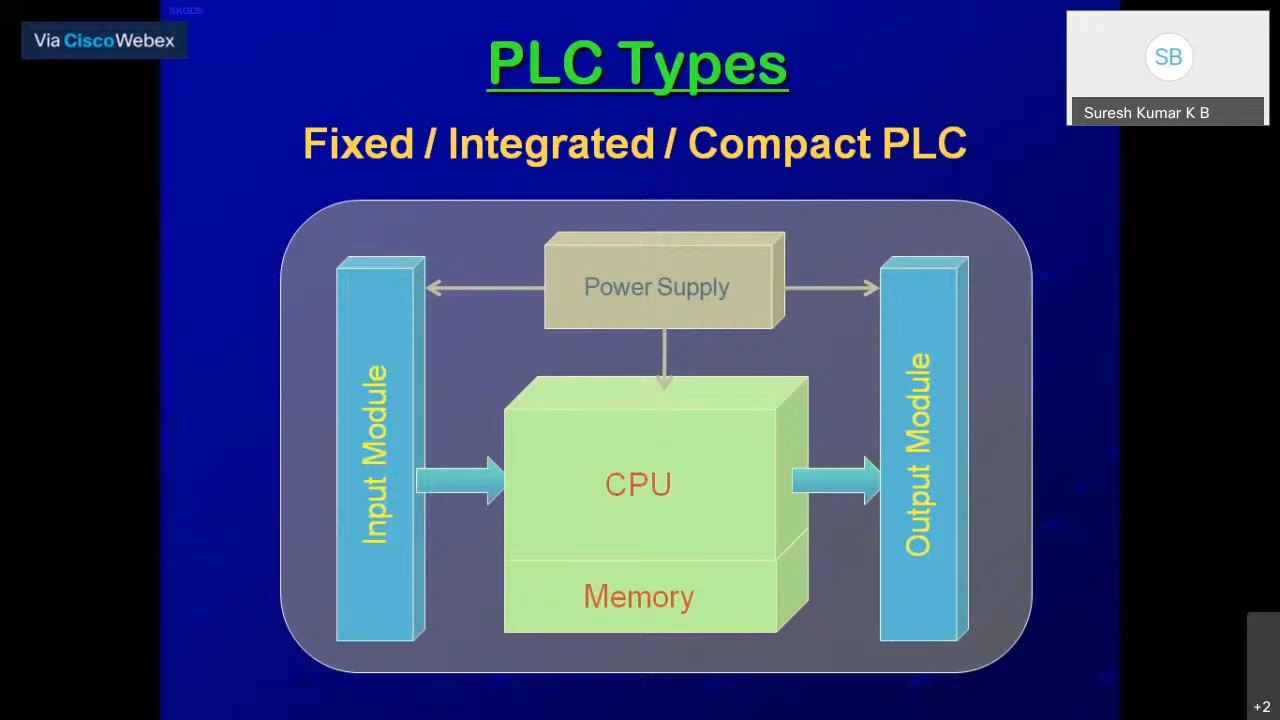 SKGDS
Via CiscoWebex
PLC Types
SB
Suresh Kumar K B
Fixed / Integrated / Compact PLC
Power Supply
Input Module
Output Module
CPU
Memory
+2